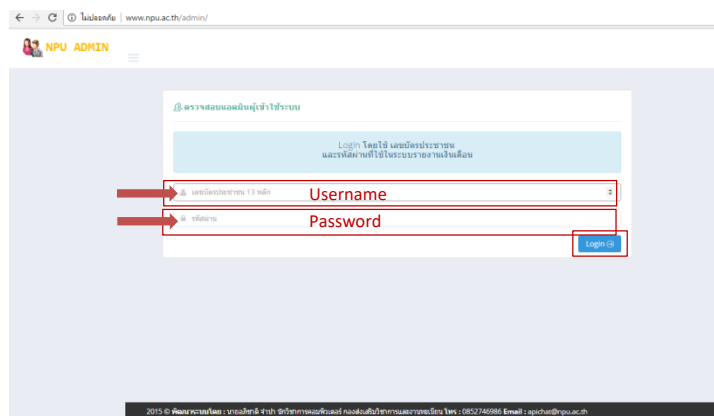 ไม่ปลอดภัย | www.npu.ac.th/admin/
NPU ADMIN
ตรวจสอบแอดมินผู้เข้าใช้ระบบ
Login โดยใช้ เลขบัตรประชาชน
และรหัสผ่านที่ใช้ในระบบรายงานเงินเดือน
เลขบัตรประชาชน 13 หลัก Username
รหัสผ่าน Password
Login
2015 © พัฒนาระบบโดย : นายอภิชาติ คำปา นักวิชาการคอมพิวเตอร์ กองส่งเสริมวิชาการและงานทะเบียน โทร : 0852746986 Email : apichat@npu.ac.th